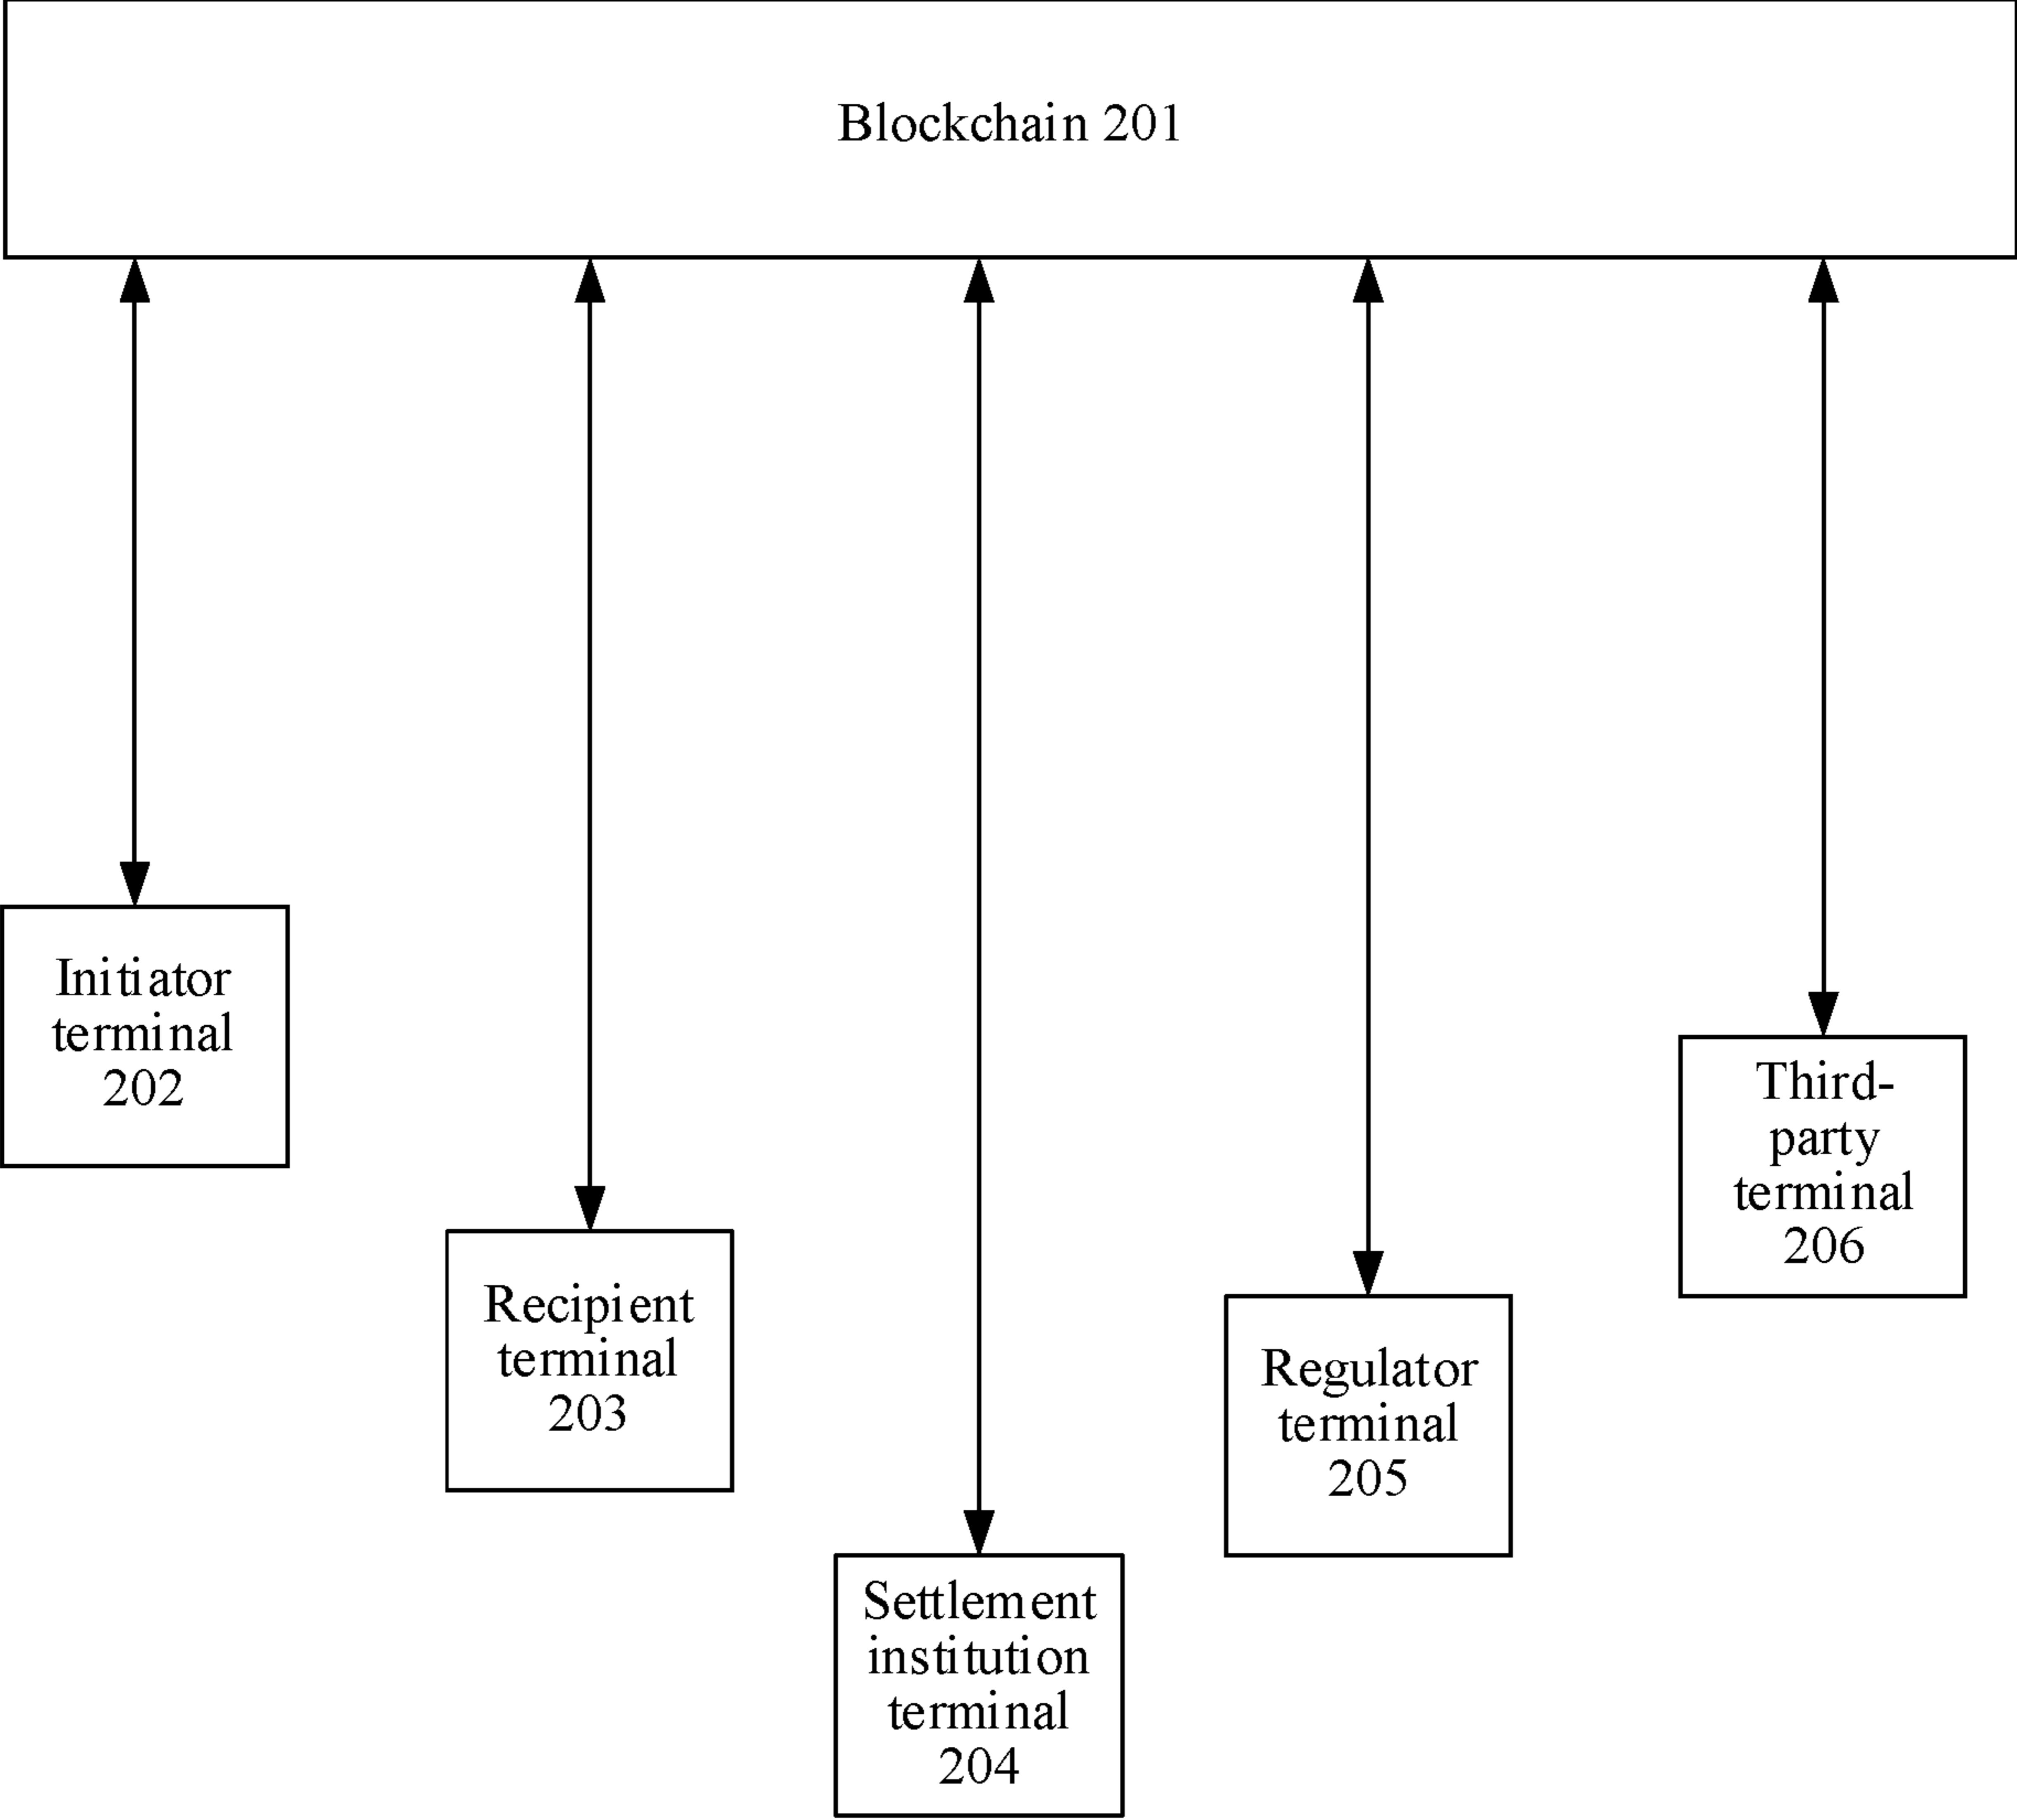 Blockchain 201
Initiator
terminal
202
Recipient
terminal
203
Settlement
institution
terminal
204
Regulator
terminal
205
Third-
party
terminal
206